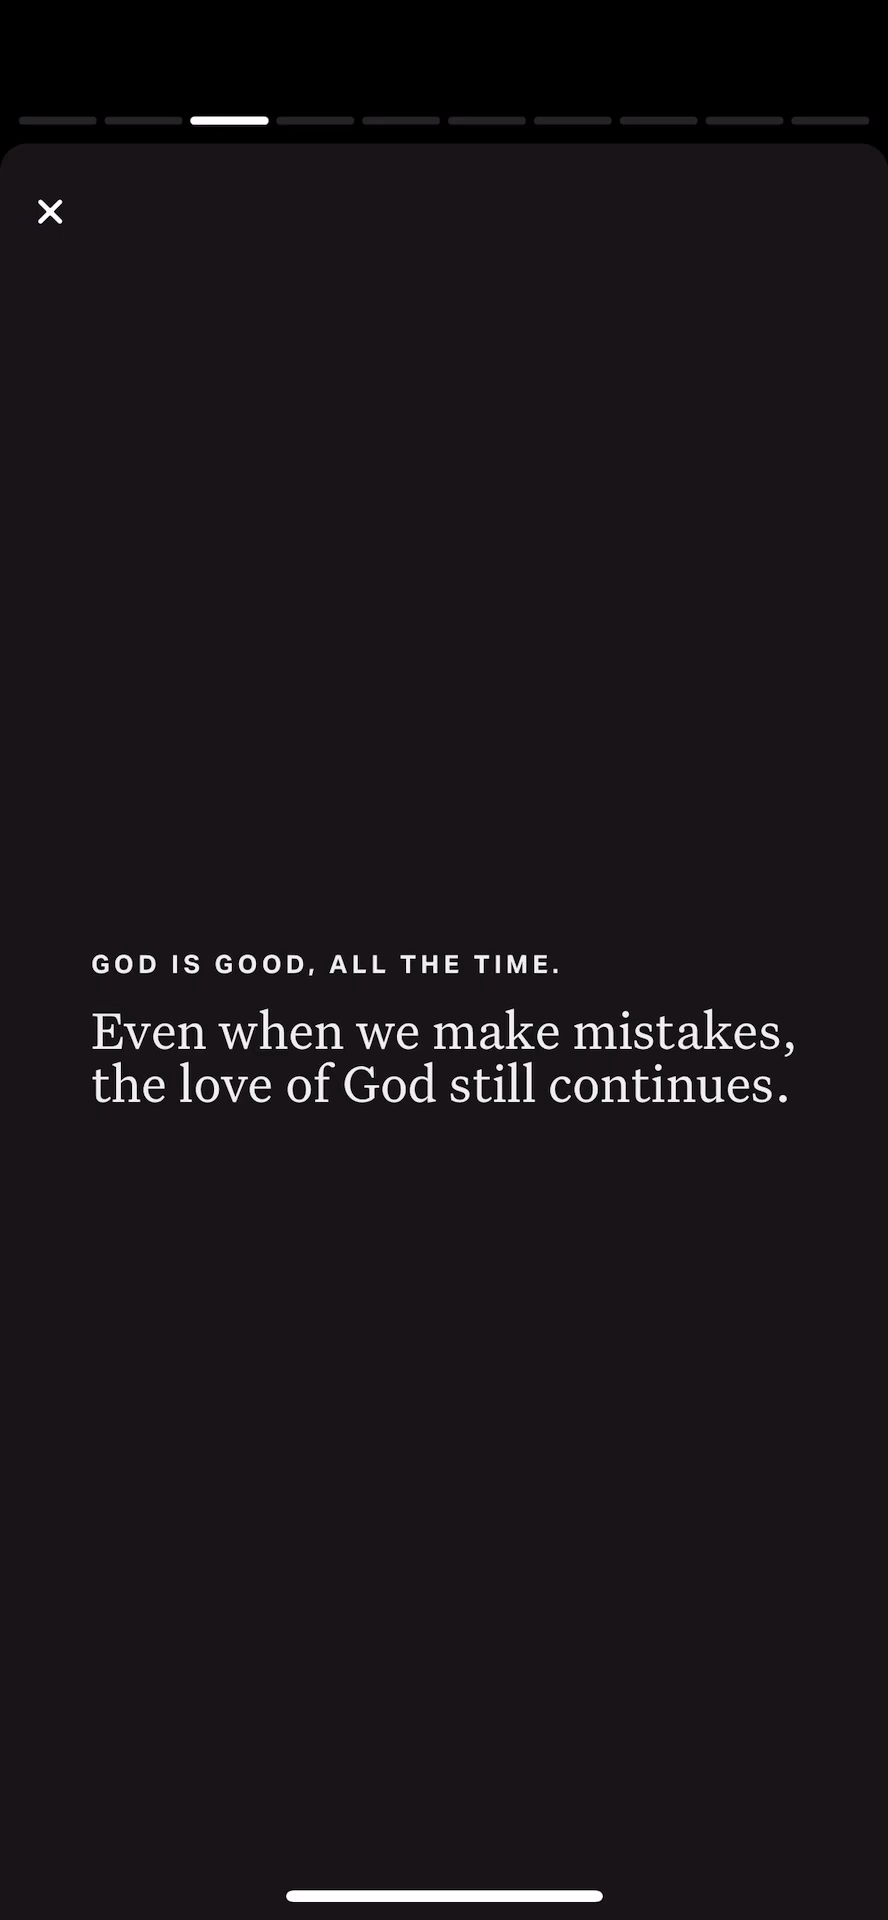 GOD IS GOOD, ALL THE TIME.
Even when we make mistakes,
the love of God still continues.